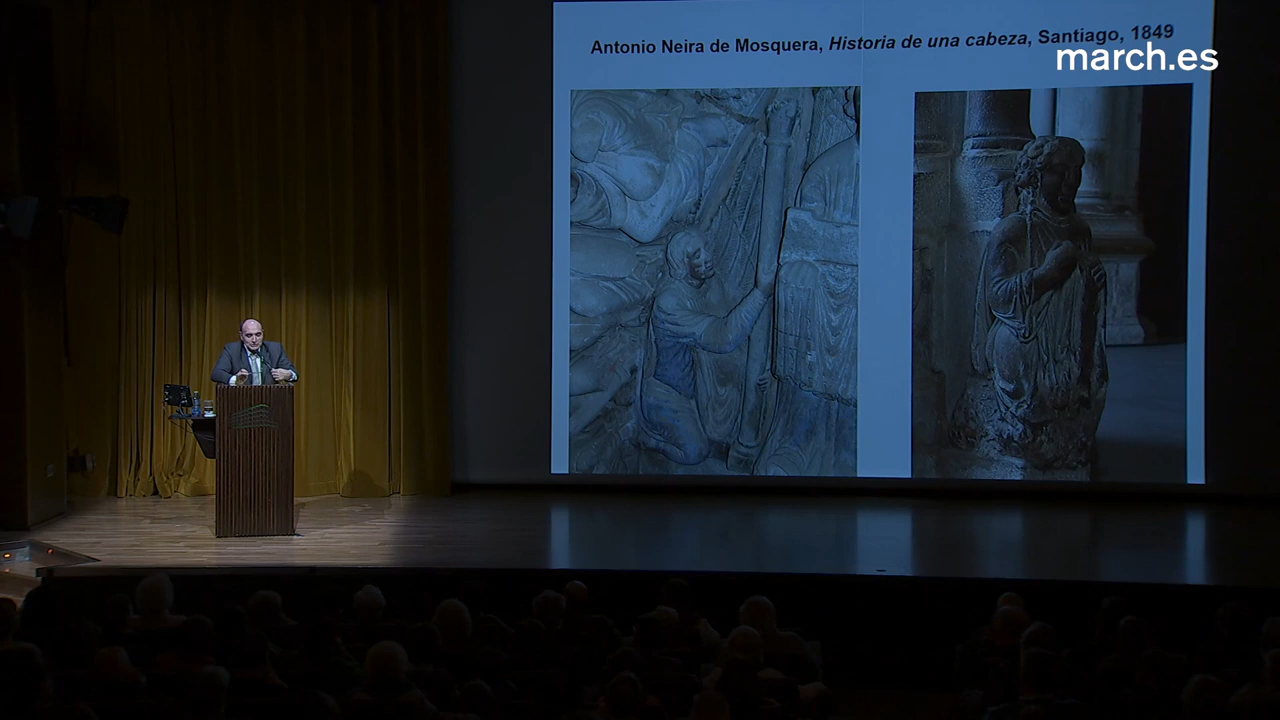 Antonio Neira de Mosquera, Historia de una cabeza, Santiago, 1849
march.es